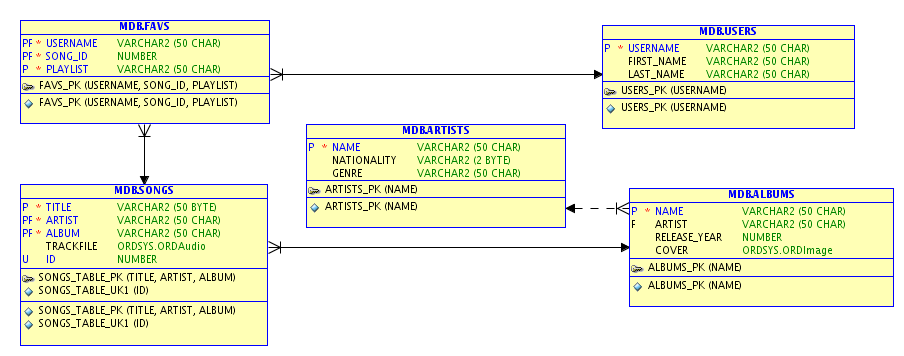 MDB.FAVS
PF * USERNAME VARCHAR2 (50 CHAR)
PF * SONG_ID NUMBER
P * PLAYLIST VARCHAR2 (50 CHAR)
FAVS_PK (USERNAME, SONG_ID, PLAYLIST)
FAVS_PK (USERNAME, SONG_ID, PLAYLIST)
MDB.USERS
P * USERNAME VARCHAR2 (50 CHAR)
FIRST_NAME VARCHAR2 (50 CHAR)
LAST_NAME VARCHAR2 (50 CHAR)
USERS_PK (USERNAME)
USERS_PK (USERNAME)
MDB.ARTISTS
P * NAME VARCHAR2 (50 CHAR)
NATIONALITY VARCHAR2 (2 BYTE)
GENRE VARCHAR2 (50 CHAR)
ARTISTS_PK (NAME)
ARTISTS_PK (NAME)
MDB.SONGS
P * TITLE VARCHAR2 (50 BYTE)
PF * ARTIST VARCHAR2 (50 CHAR)
PF * ALBUM VARCHAR2 (50 CHAR)
TRACKFILE ORDSYS.ORDAudio
U ID NUMBER
SONGS_TABLE_PK (TITLE, ARTIST, ALBUM)
SONGS_TABLE_UK1 (ID)
SONGS_TABLE_PK (TITLE, ARTIST, ALBUM)
SONGS_TABLE_UK1 (ID)
MDB.ALBUMS
P * NAME VARCHAR2 (50 CHAR)
F ARTIST VARCHAR2 (50 CHAR)
RELEASE_YEAR NUMBER
COVER ORDSYS.ORDImage
ALBUMS_PK (NAME)
ALBUMS_PK (NAME)